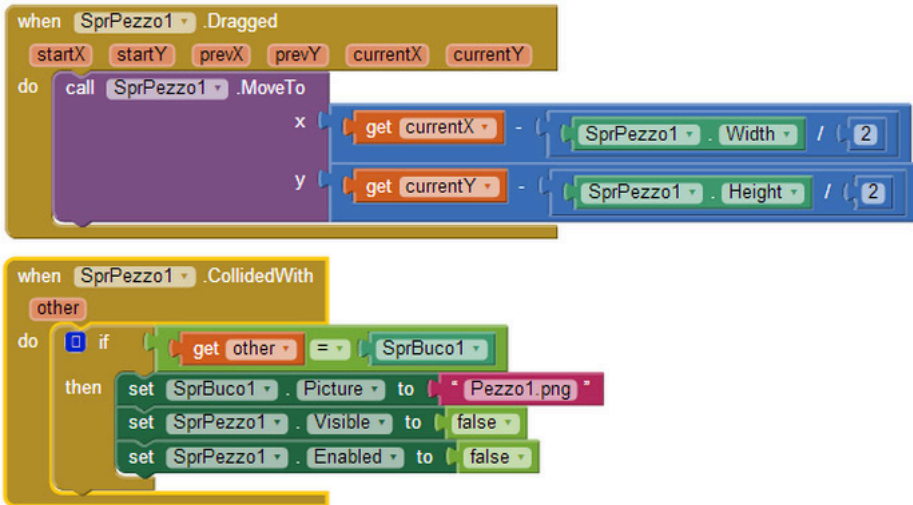 when SprPezzo1 .Dragged
startX startY prevX prevY currentX currentY
do call SprPezzo1 .MoveTo
x get currentX - SprPezzo1 . Width / 2
y get currentY - SprPezzo1 . Height / 2
when SprPezzo1 .CollidedWith
other
do if get other = SprBuco1
then set SprBuco1 . Picture to " Pezzo1.png "
set SprPezzo1 . Visible to false
set SprPezzo1 . Enabled to false